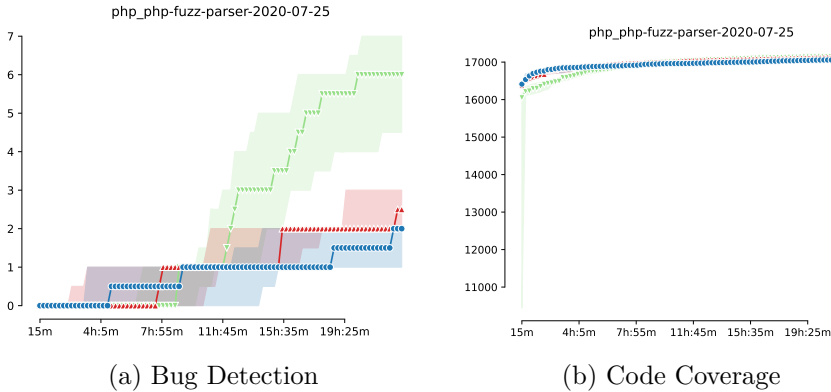 php_php-fuzz-parser-2020-07-25
7
6
5
4
3
2
1
0
15m 4h:5m 7h:55m 11h:45m 15h:35m 19h:25m
(a) Bug Detection
php_php-fuzz-parser-2020-07-25
17000
16000
15000
14000
13000
12000
11000
15m 4h:5m 7h:55m 11h:45m 15h:35m 19h:25m
(b) Code Coverage